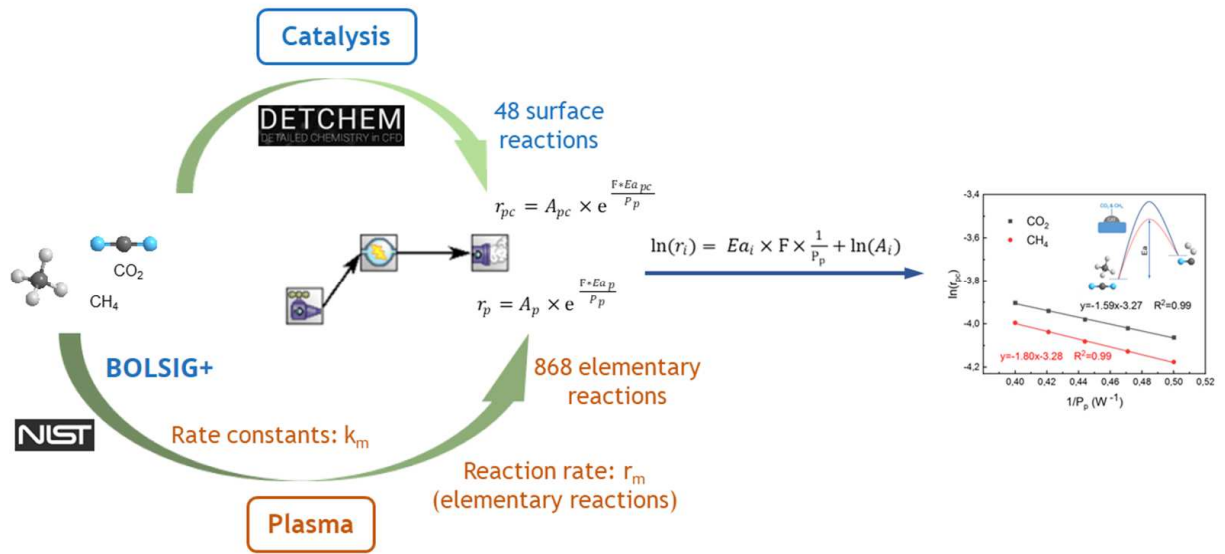 Catalysis
DETCHEM
DETAILED CHEMISTRY in CFD
48 surface
reactions
r_pc = A_pc × e^(F*Ea_pc / P_p)
CO₂
CH₄
ln(r_i) = Ea_i × F × 1/P_p + ln(A_i)
r_p = A_p × e^(F*Ea_p / P_p)
BOLSIG+
NIST
868 elementary
reactions
Rate constants: k_m
Reaction rate: r_m
(elementary reactions)
Plasma
-3,4
-3,6
-3,8
-4,0
-4,2
ln(r_pc)
CO₂
CH₄
CO₂ & CH₄
Ea
y=-1.59x-3.27 R²=0.99
y=-1.80x-3.28 R²=0.99
0,40 0,42 0,44 0,46 0,48 0,50 0,52
1/P_p (W⁻¹)